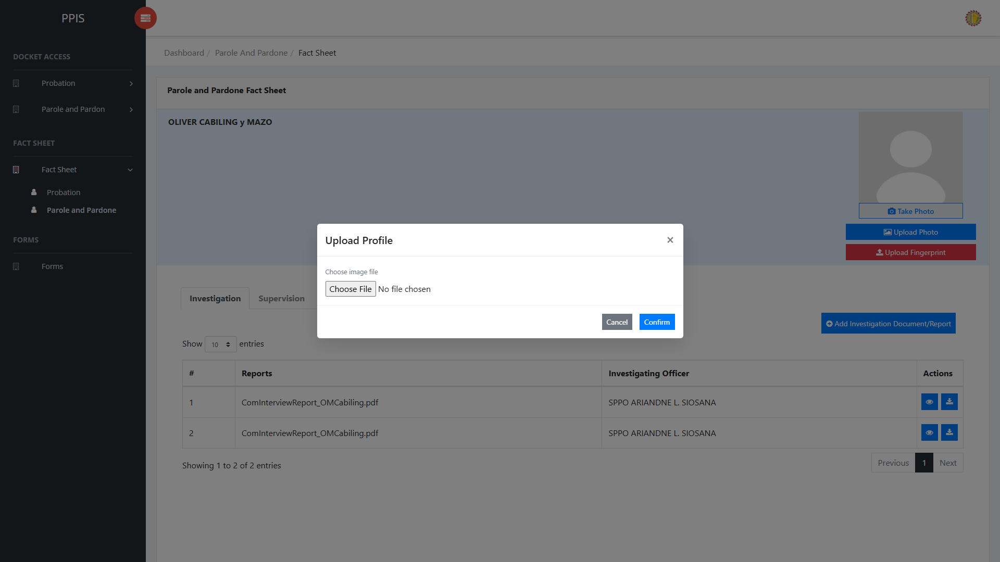 PPIS
DOCKET ACCESS
Probation
Parole and Pardon
FACT SHEET
Fact Sheet
Probation
Parole and Pardone
FORMS
Forms
Dashboard / Parole And Pardone / Fact Sheet
Parole and Pardone Fact Sheet
OLIVER CABILING y MAZO
Take Photo
Upload Photo
Upload Fingerprint
Upload Profile
×
Choose image file
Choose File No file chosen
Cancel Confirm
Investigation Supervision
Add Investigation Document/Report
Show 10 entries
# Reports Investigating Officer Actions
1 ComInterviewReport_OMCabiling.pdf SPPO ARIANDNE L. SIOSANA
2 ComInterviewReport_OMCabiling.pdf SPPO ARIANDNE L. SIOSANA
Showing 1 to 2 of 2 entries
Previous 1 Next